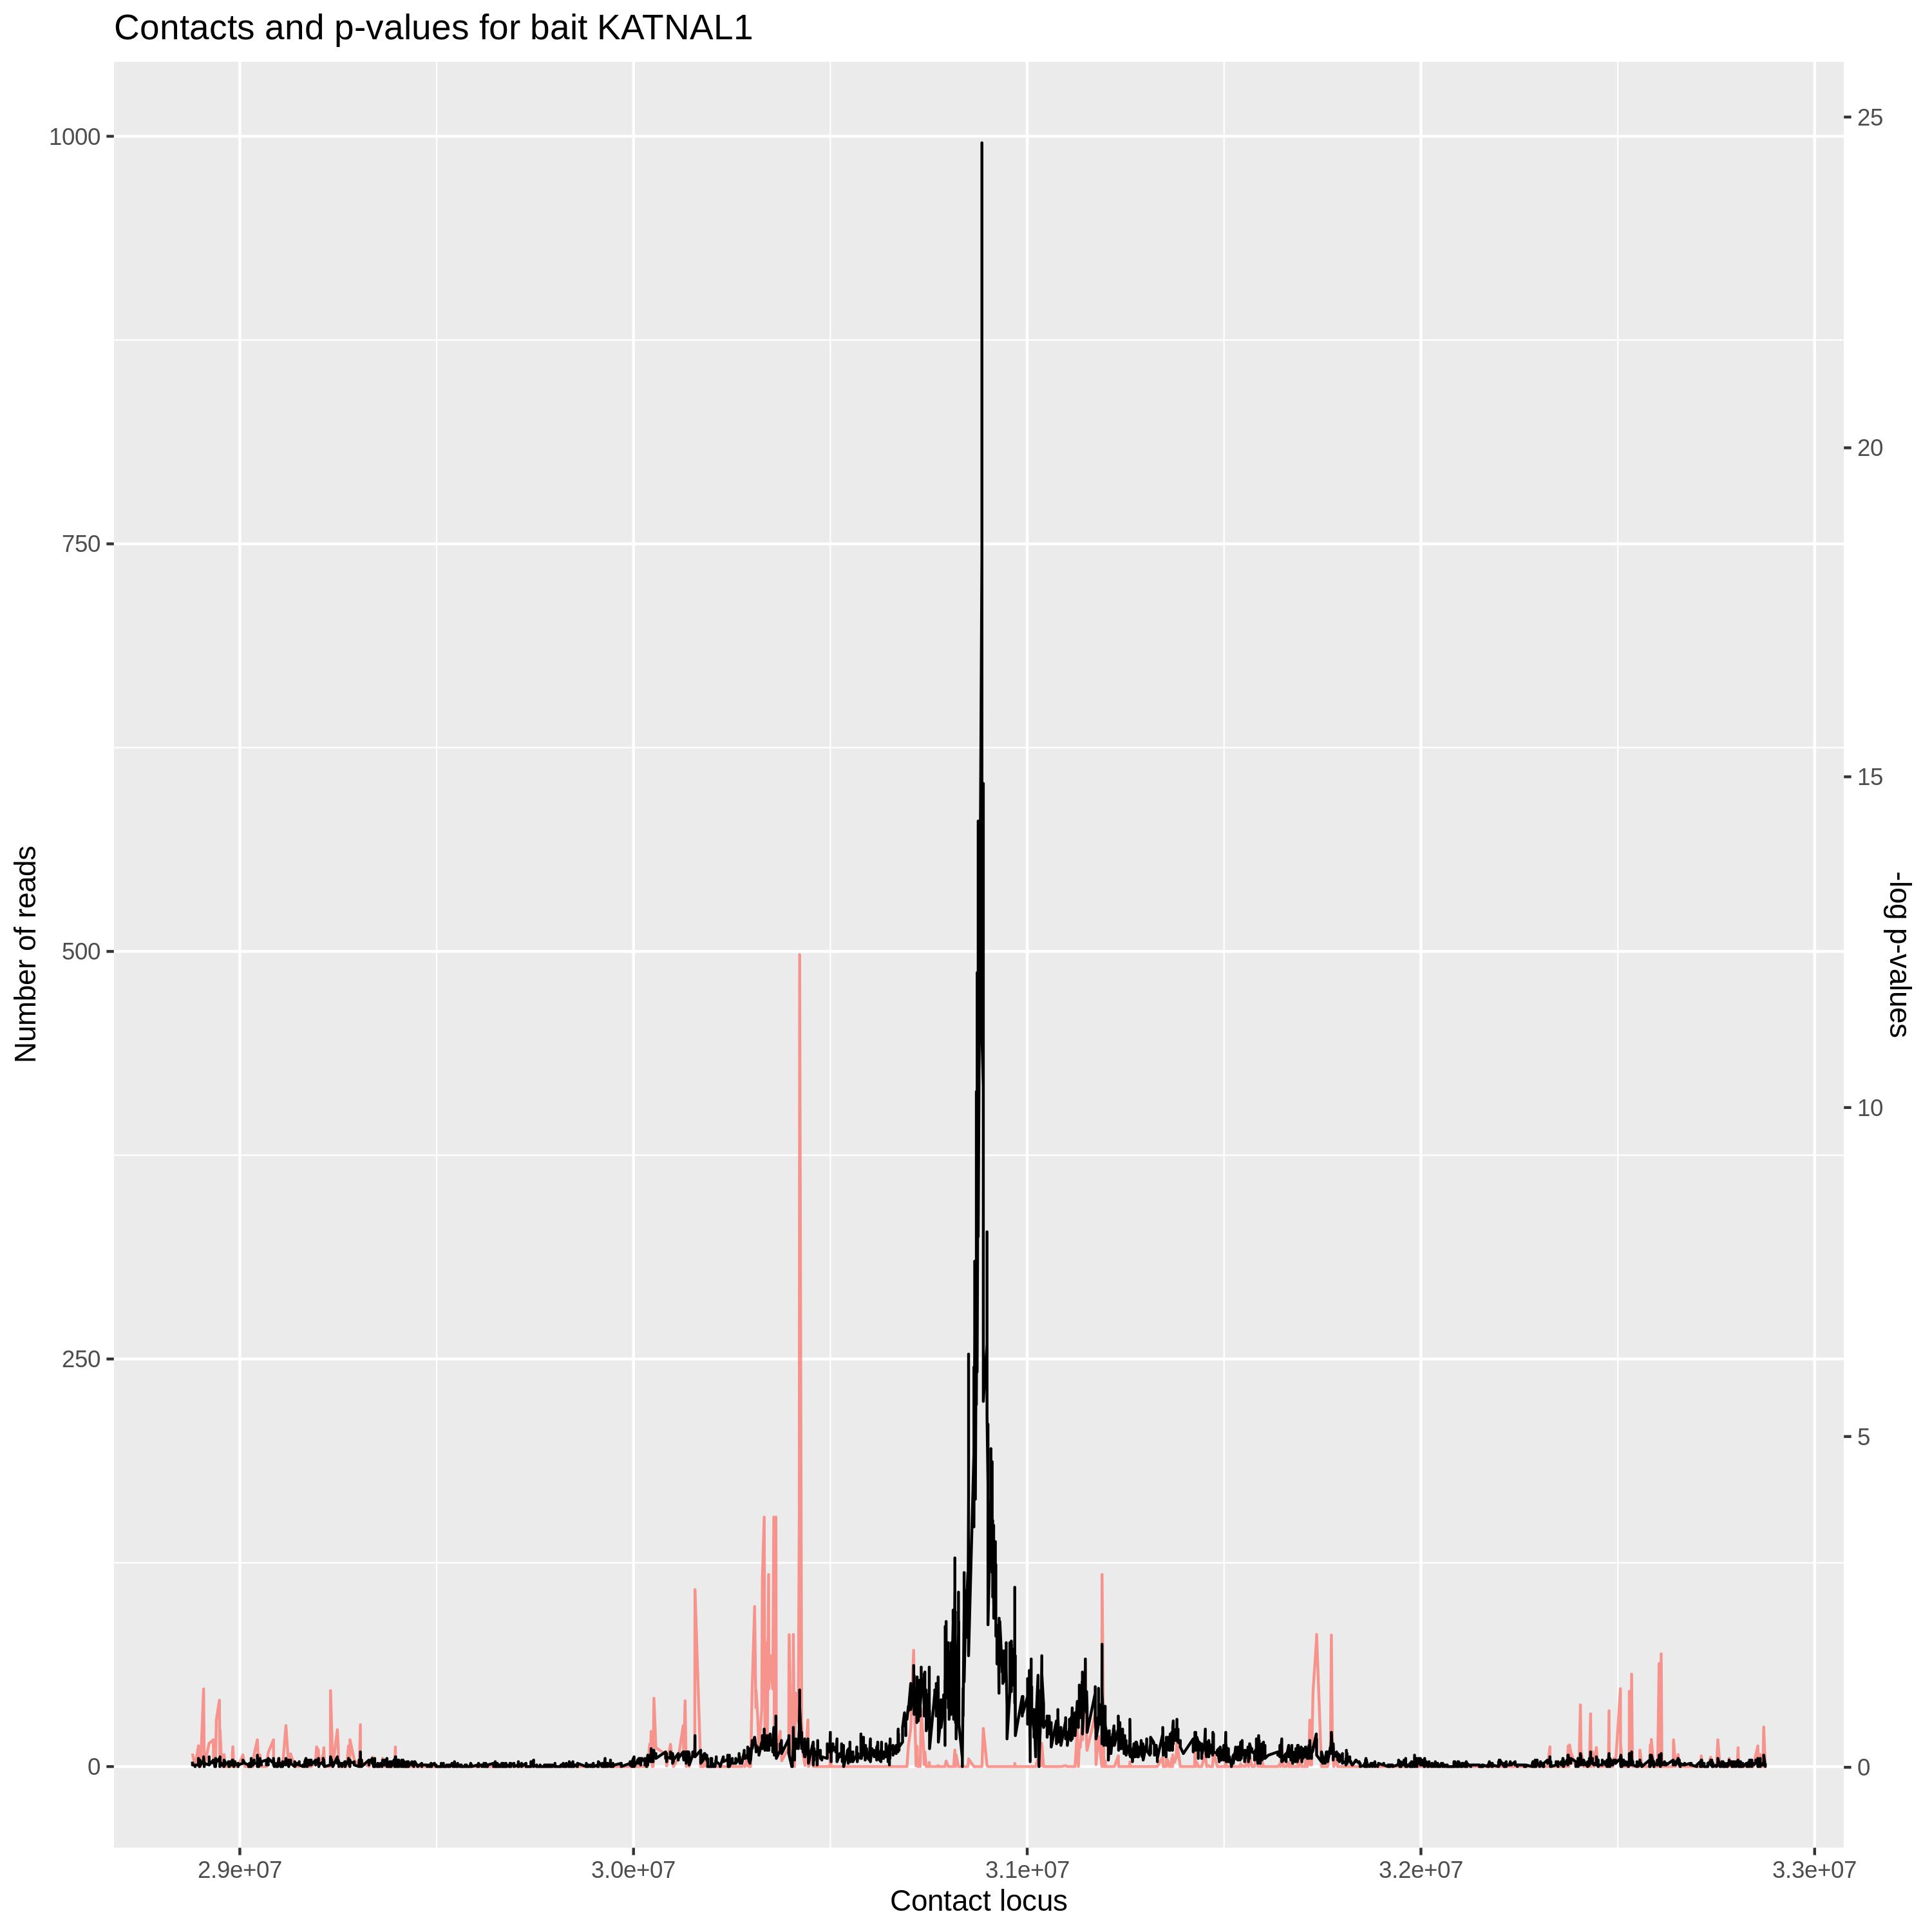 Contacts and p-values for bait KATNAL1
1000
750
500
250
0
Number of reads
25
20
15
10
5
0
-log p-values
2.9e+07
3.0e+07
3.1e+07
3.2e+07
3.3e+07
Contact locus